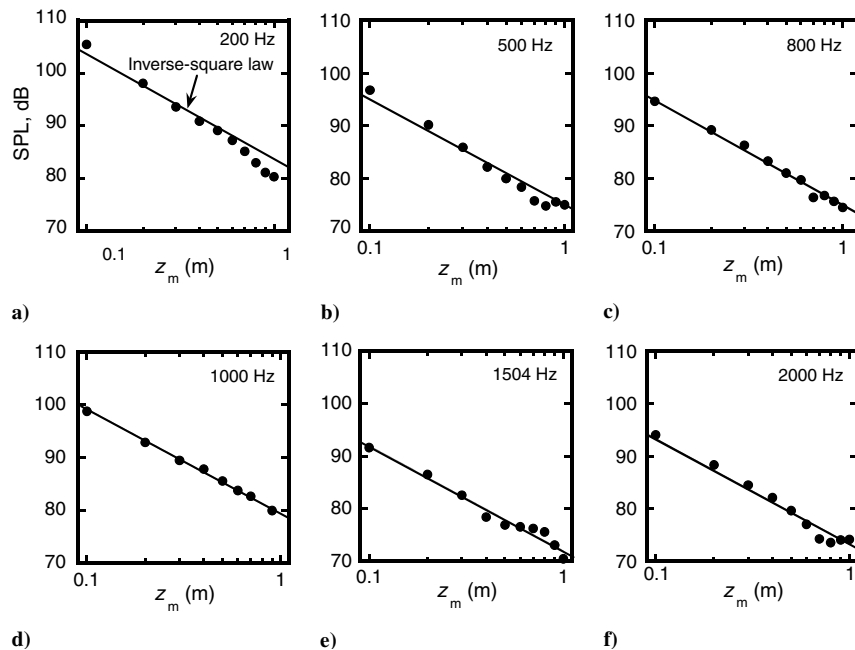 110
100
90
80
70
SPL, dB
200 Hz
Inverse-square law
0.1
1
z_m (m)
a)
110
100
90
80
70
500 Hz
0.1
1
z_m (m)
b)
110
100
90
80
70
800 Hz
0.1
1
z_m (m)
c)
110
100
90
80
70
1000 Hz
0.1
1
z_m (m)
d)
110
100
90
80
70
1504 Hz
0.1
1
z_m (m)
e)
110
100
90
80
70
2000 Hz
0.1
1
z_m (m)
f)